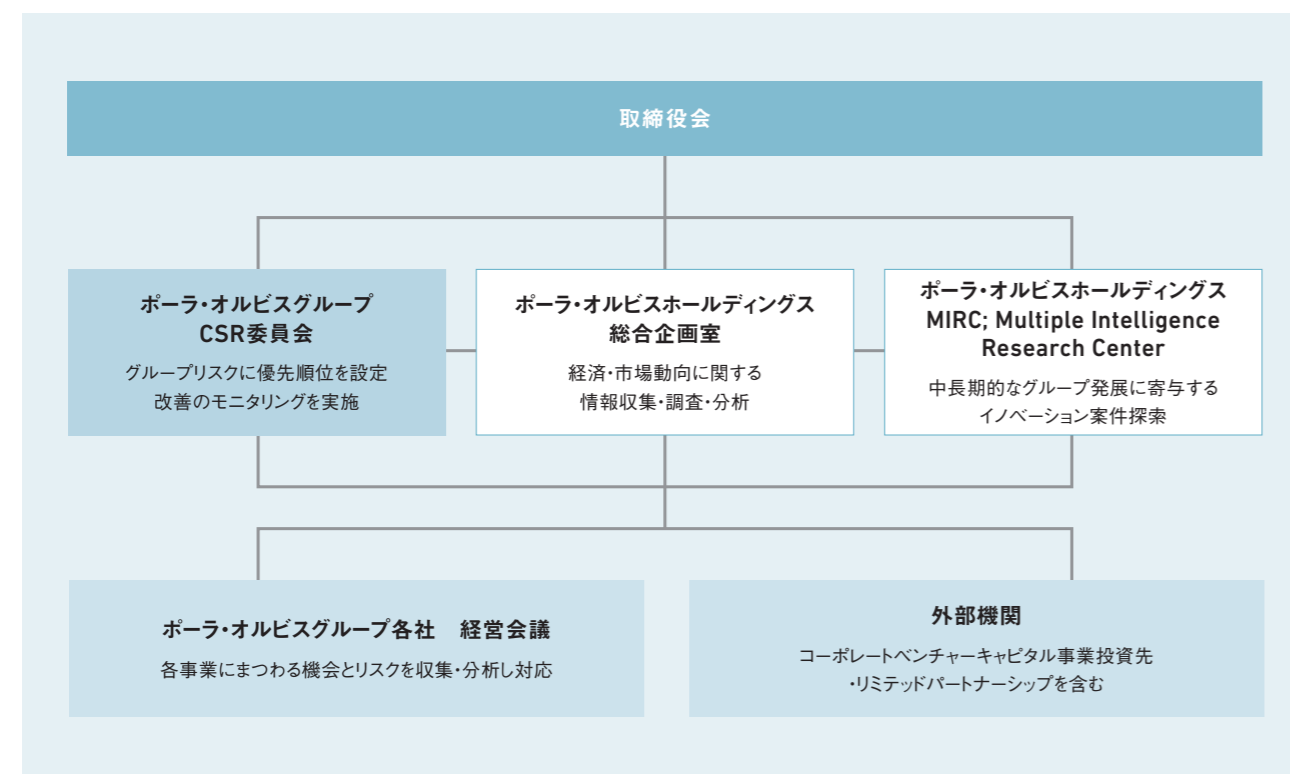 取締役会
ポーラ・オルビスグループ
CSR委員会
グループリスクに優先順位を設定
改善のモニタリングを実施
ポーラ・オルビスホールディングス
総合企画室
経済・市場動向に関する
情報収集・調査・分析
ポーラ・オルビスホールディングス
MIRC; Multiple Intelligence
Research Center
中長期的なグループ発展に寄与する
イノベーション案件探索
ポーラ・オルビスグループ各社　経営会議
各事業にまつわる機会とリスクを収集・分析し対応
外部機関
コーポレートベンチャーキャピタル事業投資先
・リミテッドパートナーシップを含む